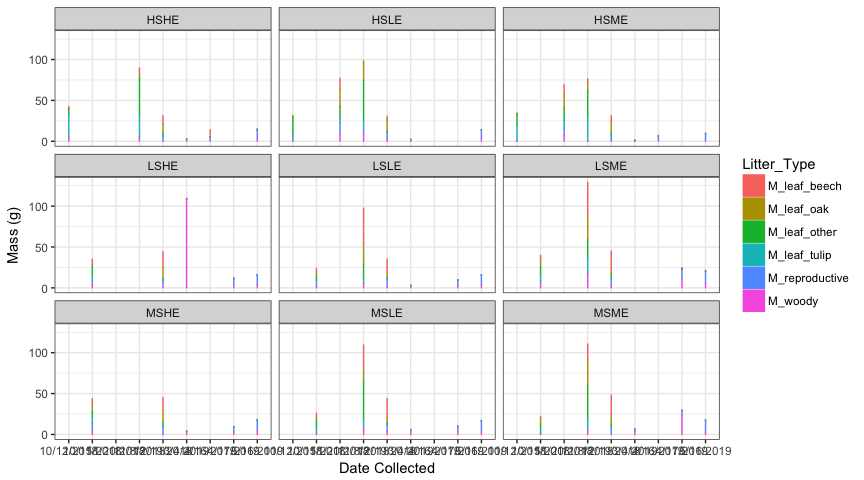 HSHE HSLE HSME
100
50
0
LSHE LSLE LSME
100
50
0
MSHE MSLE MSME
100
50
0
Mass (g)
Date Collected
Litter_Type
M_leaf_beech
M_leaf_oak
M_leaf_other
M_leaf_tulip
M_reproductive
M_woody